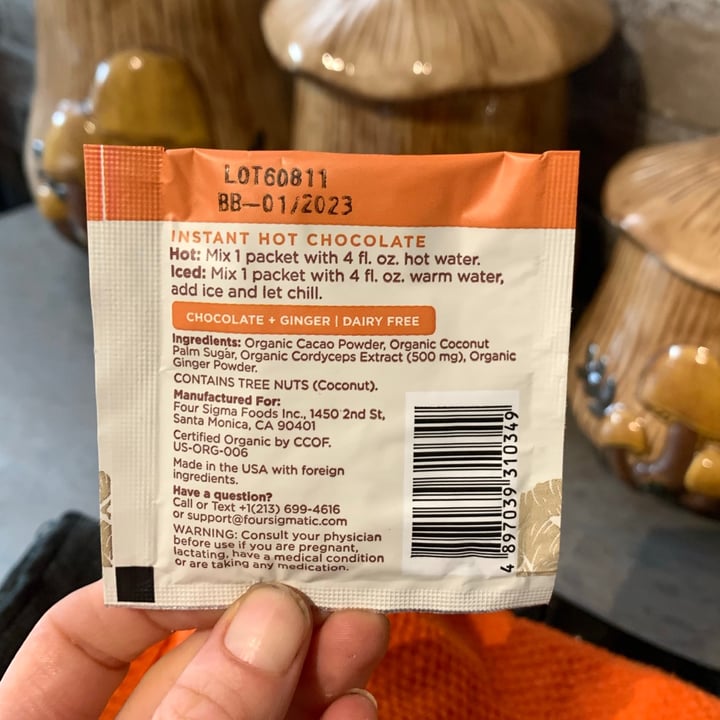 LOT60811
BB-01/2023
INSTANT HOT CHOCOLATE
Hot: Mix 1 packet with 4 fl. oz. hot water.
Iced: Mix 1 packet with 4 fl. oz. warm water,
add ice and let chill.
CHOCOLATE + GINGER | DAIRY FREE
Ingredients: Organic Cacao Powder, Organic Coconut
Palm Sugar, Organic Cordyceps Extract (500 mg), Organic
Ginger Powder.
CONTAINS TREE NUTS (Coconut).
Manufactured For:
Four Sigma Foods Inc., 1450 2nd St,
Santa Monica, CA 90401
Certified Organic by CCOF.
US-ORG-006
Made in the USA with foreign
ingredients.
Have a question?
Call or Text +1(213) 699-4616
or support@foursigmatic.com
WARNING: Consult your physician
before use if you are pregnant,
lactating, have a medical condition
or are taking any medication.
4 897039 310349